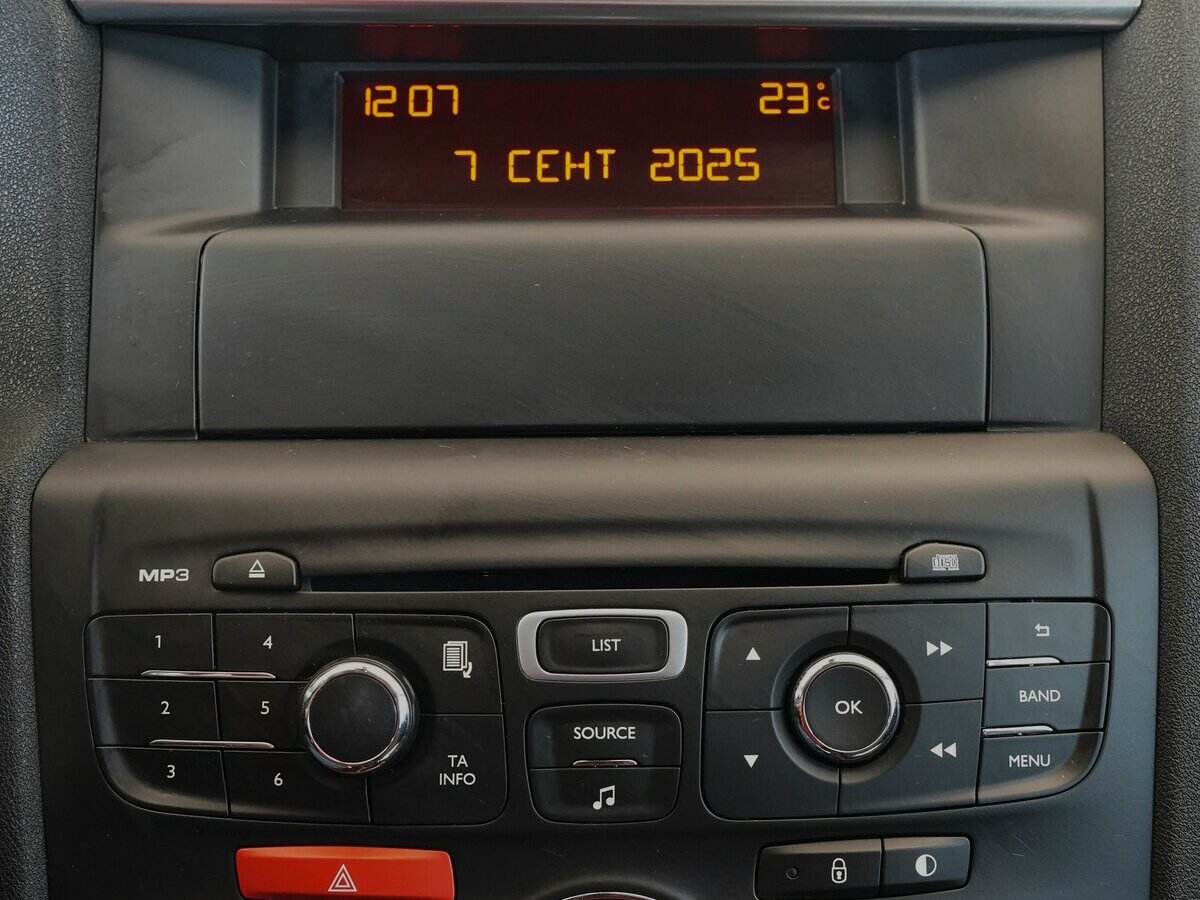 12 07 23°C
7 СЕНТ 2025
MP3
DISC
1 4
LIST
2 5
OK
BAND
SOURCE
3 6
TA
INFO
MENU